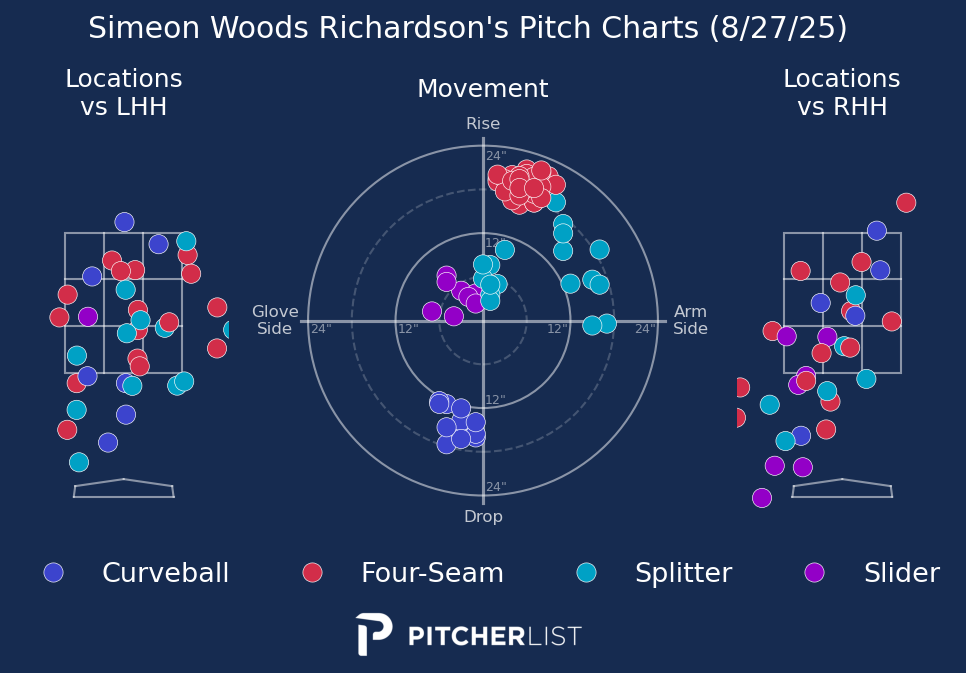 Simeon Woods Richardson's Pitch Charts (8/27/25)
Locations
vs LHH
Movement
Locations
vs RHH
Rise
24"
12"
Glove
Side
24"
12"
12"
24"
Arm
Side
12"
24"
Drop
Curveball
Four-Seam
Splitter
Slider
PITCHERLIST